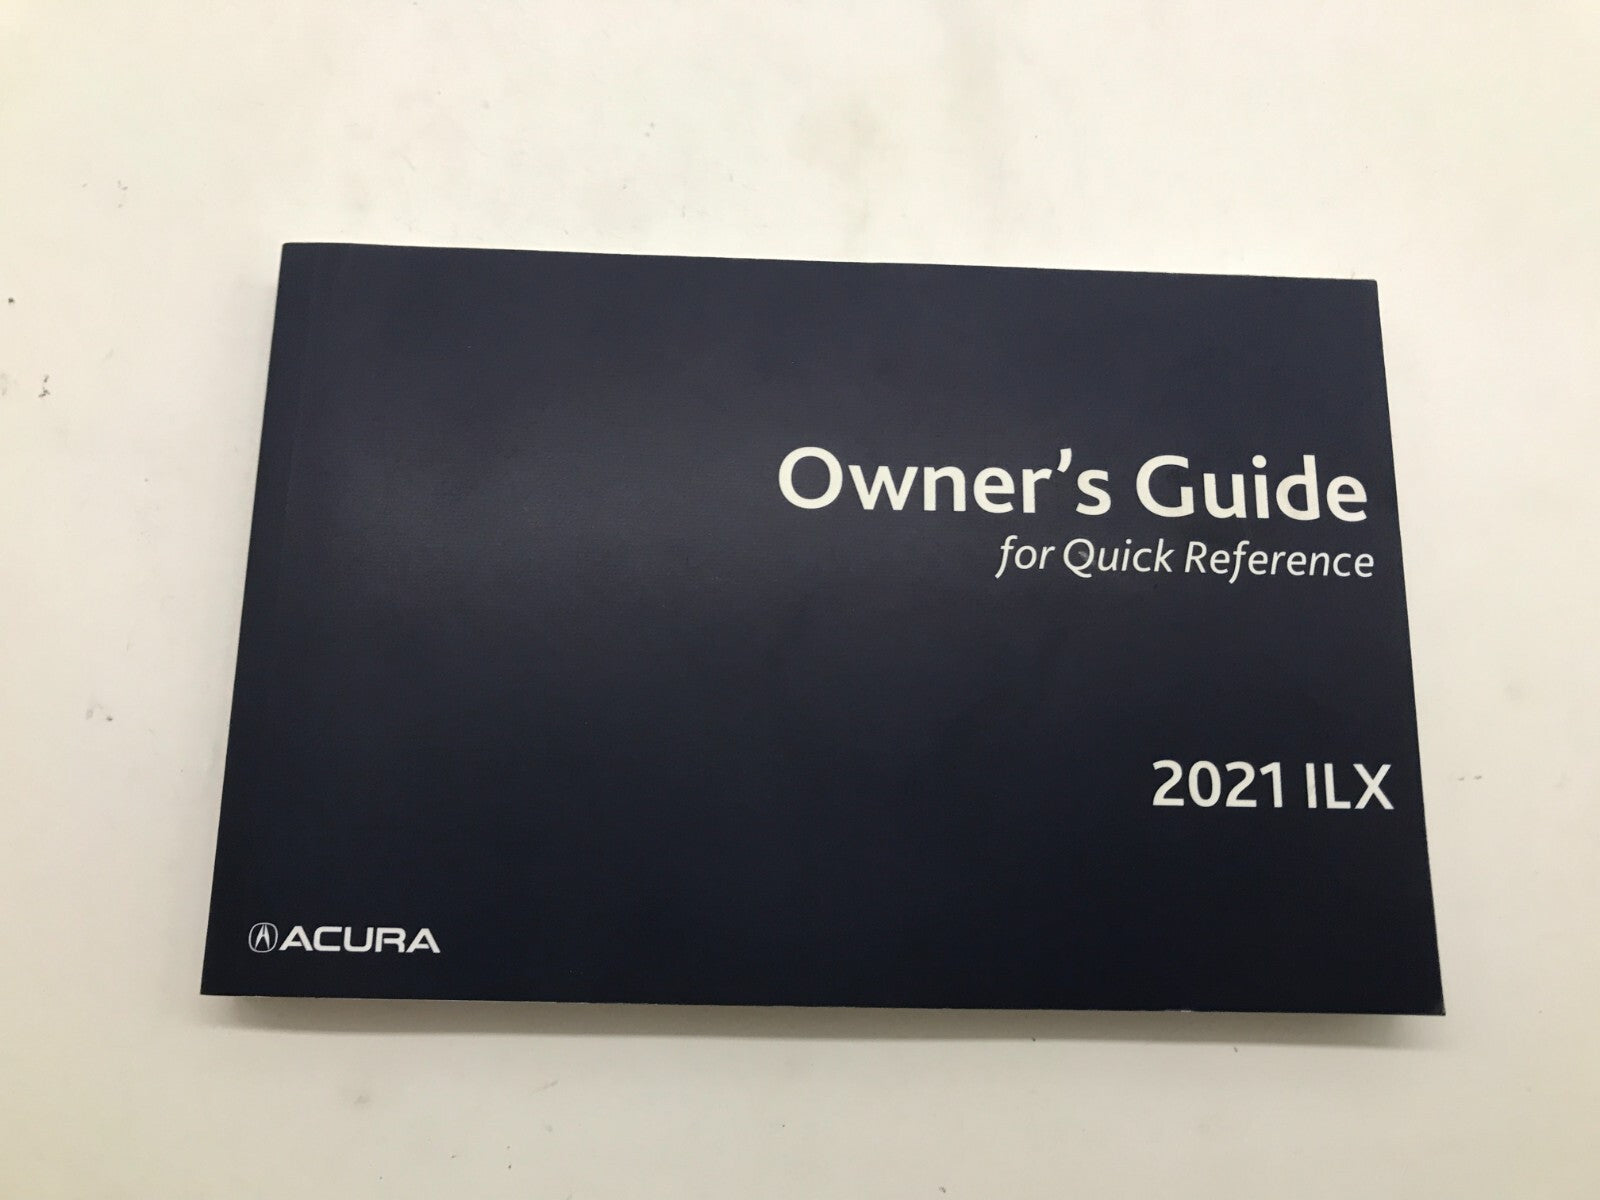 Owner's Guide
for Quick Reference
2021 ILX
ACURA